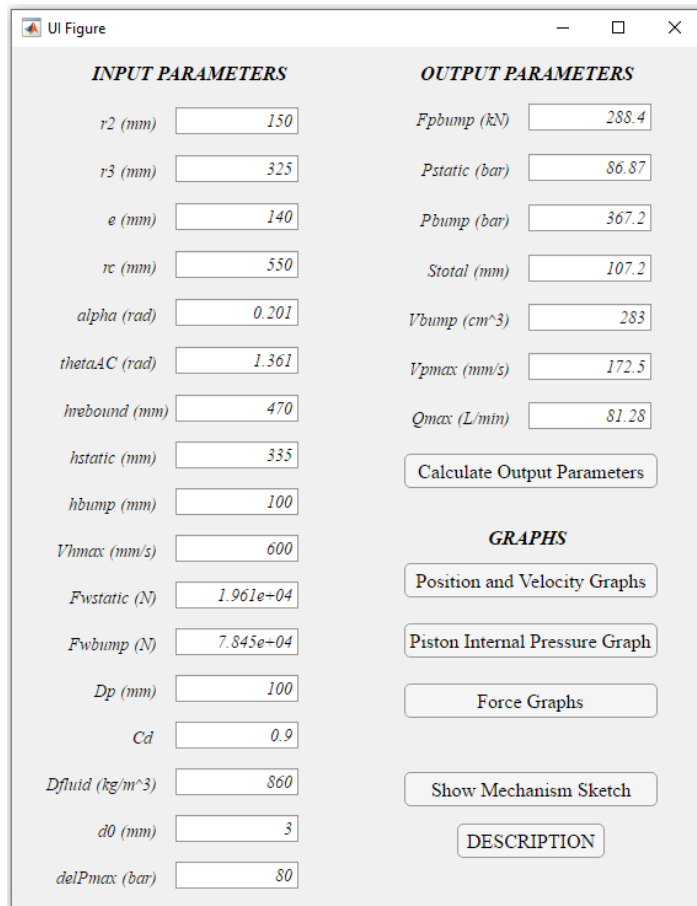 UI Figure
INPUT PARAMETERS
r2 (mm) 150
r3 (mm) 325
e (mm) 140
rc (mm) 550
alpha (rad) 0.201
thetaAC (rad) 1.361
hrebound (mm) 470
hstatic (mm) 335
hbump (mm) 100
Vhmax (mm/s) 600
Fwstatic (N) 1.961e+04
Fwbump (N) 7.845e+04
Dp (mm) 100
Cd 0.9
Dfluid (kg/m^3) 860
d0 (mm) 3
delPmax (bar) 80
OUTPUT PARAMETERS
Fpbump (kN) 288.4
Pstatic (bar) 86.87
Pbump (bar) 367.2
Stotal (mm) 107.2
Vbump (cm^3) 283
Vpmax (mm/s) 172.5
Qmax (L/min) 81.28
Calculate Output Parameters
GRAPHS
Position and Velocity Graphs
Piston Internal Pressure Graph
Force Graphs
Show Mechanism Sketch
DESCRIPTION